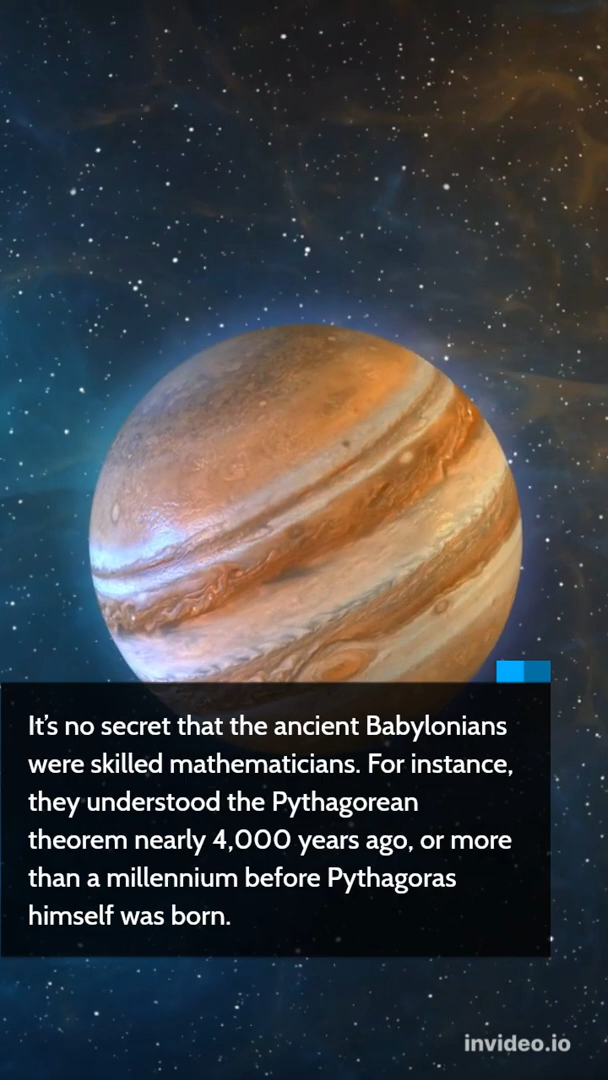 It’s no secret that the ancient Babylonians
were skilled mathematicians. For instance,
they understood the Pythagorean
theorem nearly 4,000 years ago, or more
than a millennium before Pythagoras
himself was born.
invideo.io